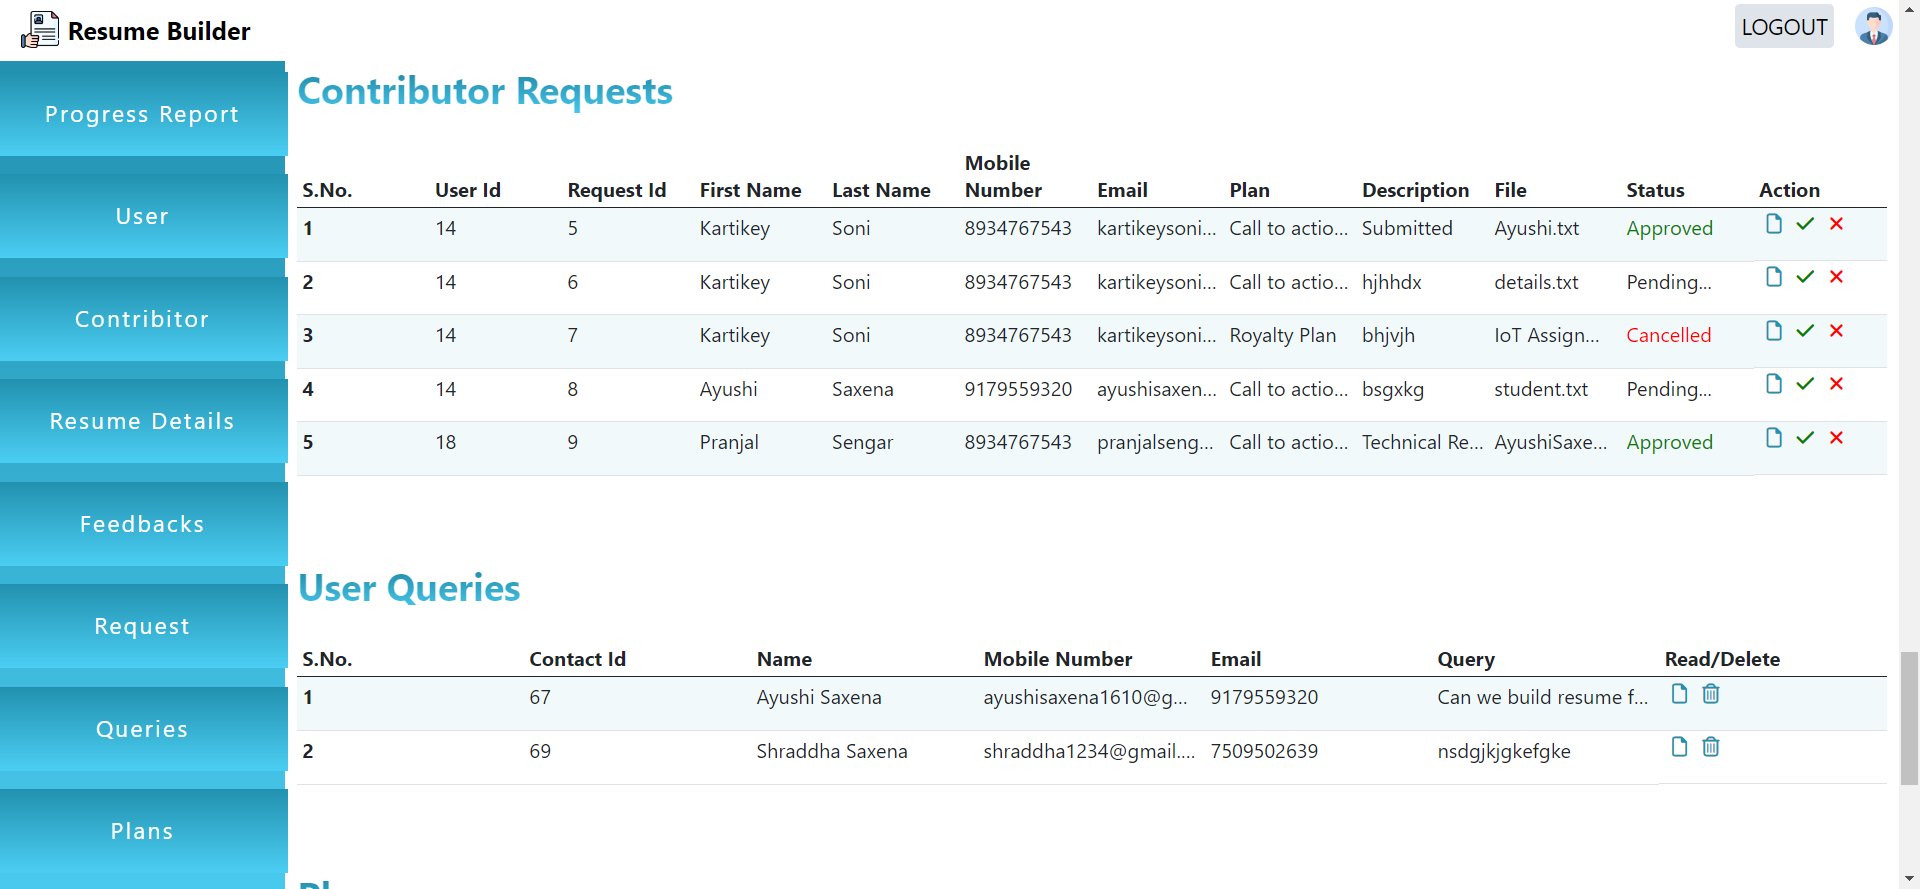 Resume Builder
LOGOUT
Progress Report
User
Contribitor
Resume Details
Feedbacks
Request
Queries
Plans
Contributor Requests
S.No. User Id Request Id First Name Last Name Mobile Number Email Plan Description File Status Action
1 14 5 Kartikey Soni 8934767543 kartikeysoni... Call to actio... Submitted Ayushi.txt Approved
2 14 6 Kartikey Soni 8934767543 kartikeysoni... Call to actio... hjhhdx details.txt Pending...
3 14 7 Kartikey Soni 8934767543 kartikeysoni... Royalty Plan bhjvjh IoT Assign... Cancelled
4 14 8 Ayushi Saxena 9179559320 ayushisaxen... Call to actio... bsgxkg student.txt Pending...
5 18 9 Pranjal Sengar 8934767543 pranjalseng... Call to actio... Technical Re... AyushiSaxe... Approved
User Queries
S.No. Contact Id Name Mobile Number Email Query Read/Delete
1 67 Ayushi Saxena ayushisaxena1610@g... 9179559320 Can we build resume f...
2 69 Shraddha Saxena shraddha1234@gmail.... 7509502639 nsdgjkjgkefgke